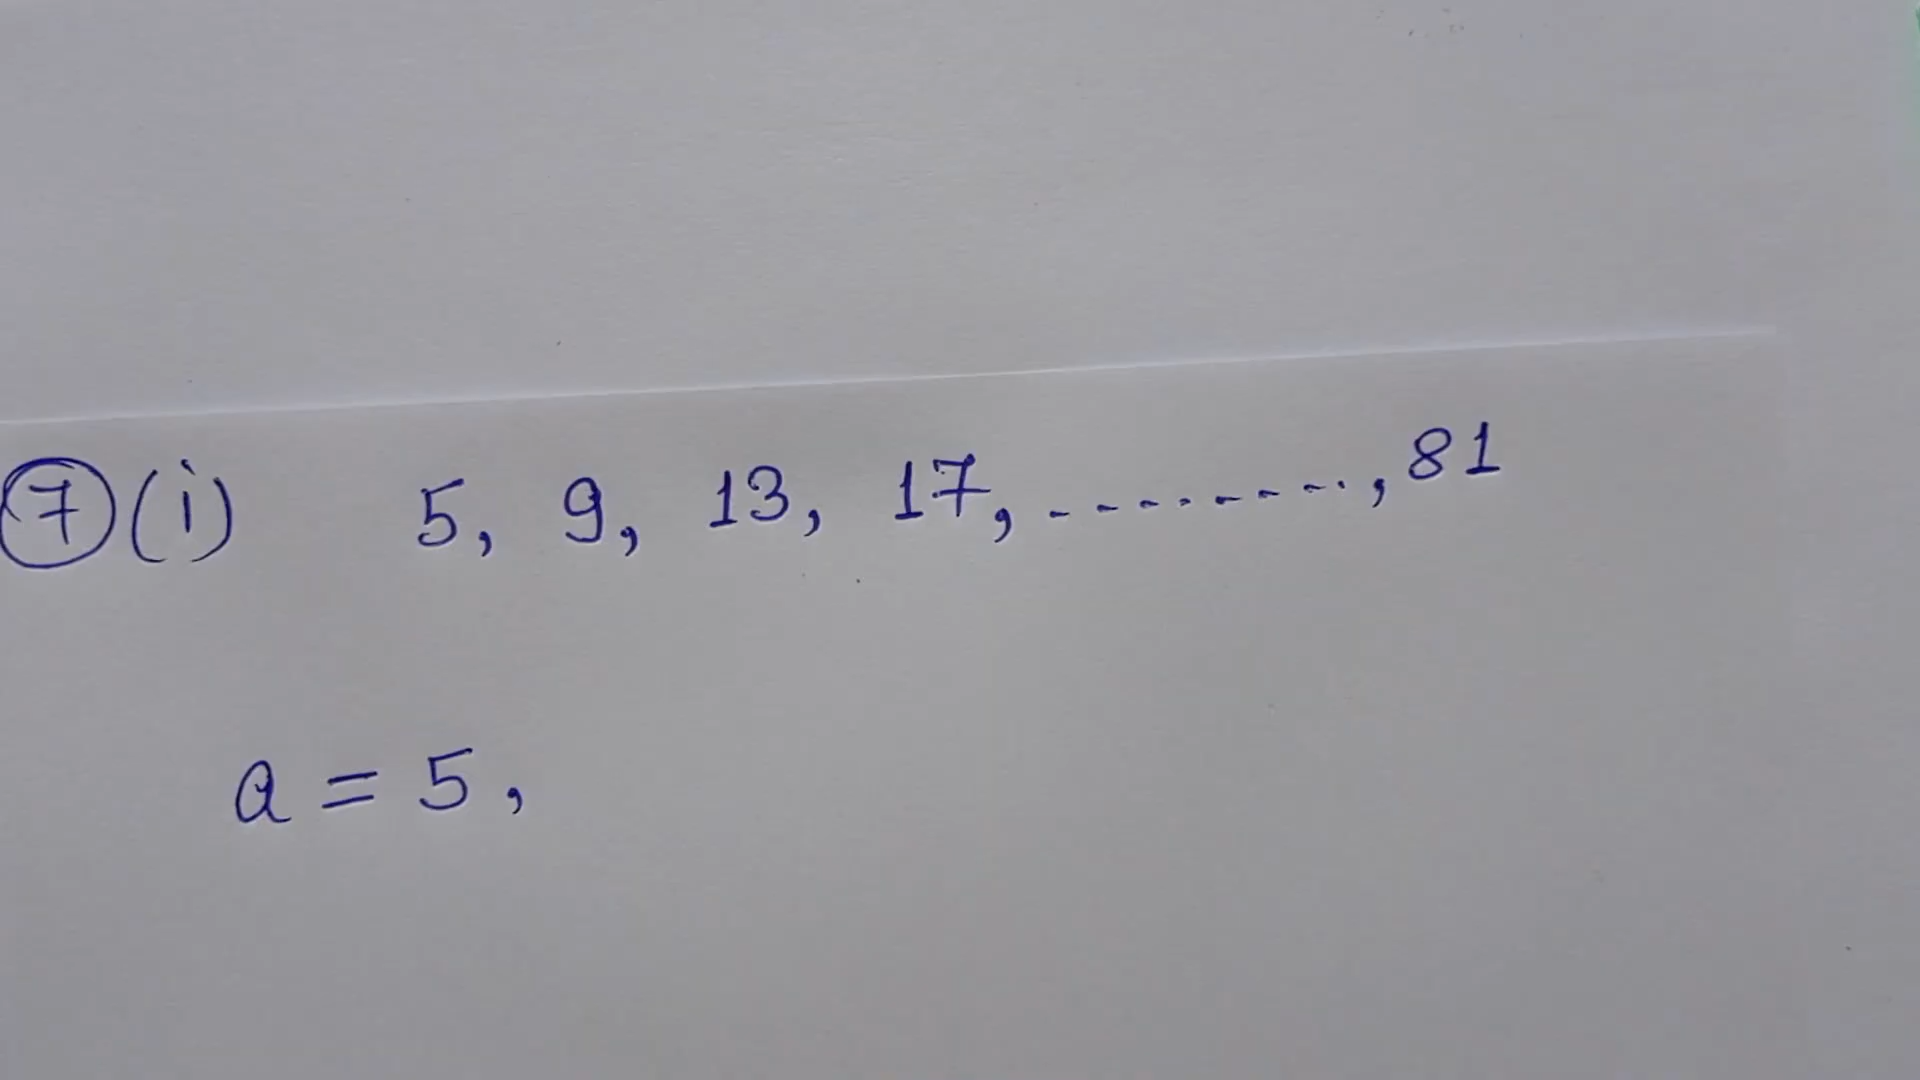 7 (i) 5, 9, 13, 17, ........., 81
a = 5,